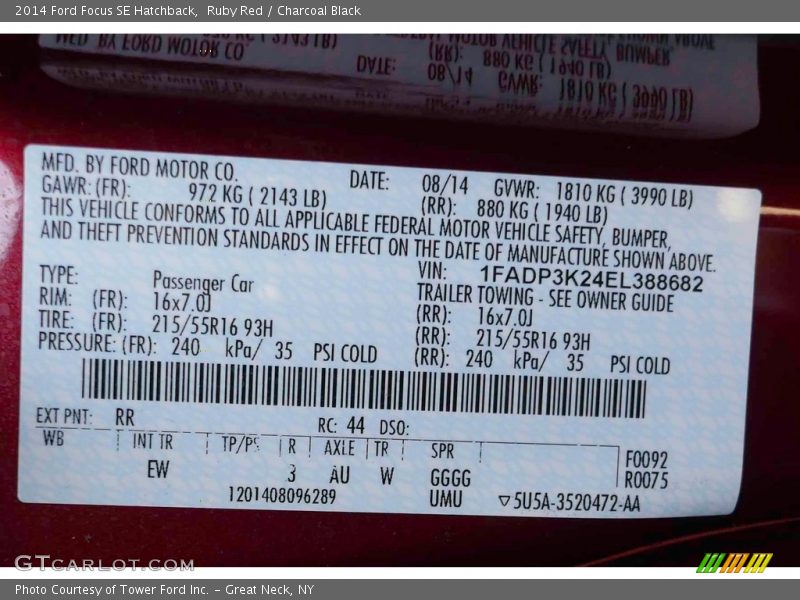 2014 Ford Focus SE Hatchback, Ruby Red / Charcoal Black
MFD. BY FORD MOTOR CO.
DATE: 08/14 GVWR: 1810 KG ( 3990 LB)
GAWR: (FR): 972 KG ( 2143 LB) (RR): 880 KG ( 1940 LB)
THIS VEHICLE CONFORMS TO ALL APPLICABLE FEDERAL MOTOR VEHICLE SAFETY, BUMPER,
AND THEFT PREVENTION STANDARDS IN EFFECT ON THE DATE OF MANUFACTURE SHOWN ABOVE.
VIN: 1FADP3K24EL388682
TYPE: Passenger Car TRAILER TOWING - SEE OWNER GUIDE
RIM: (FR): 16x7.0J (RR): 16x7.0J
TIRE: (FR): 215/55R16 93H (RR): 215/55R16 93H
PRESSURE: (FR): 240 kPa/ 35 PSI COLD (RR): 240 kPa/ 35 PSI COLD
EXT PNT: RR RC: 44 DSO:
WB INT TR TP/PS R AXLE TR SPR F0092
EW 3 AU W GGGG R0075
1201408096289 UMU ▽5U5A-3520472-AA
GTCARLOT.COM
Photo Courtesy of Tower Ford Inc. - Great Neck, NY